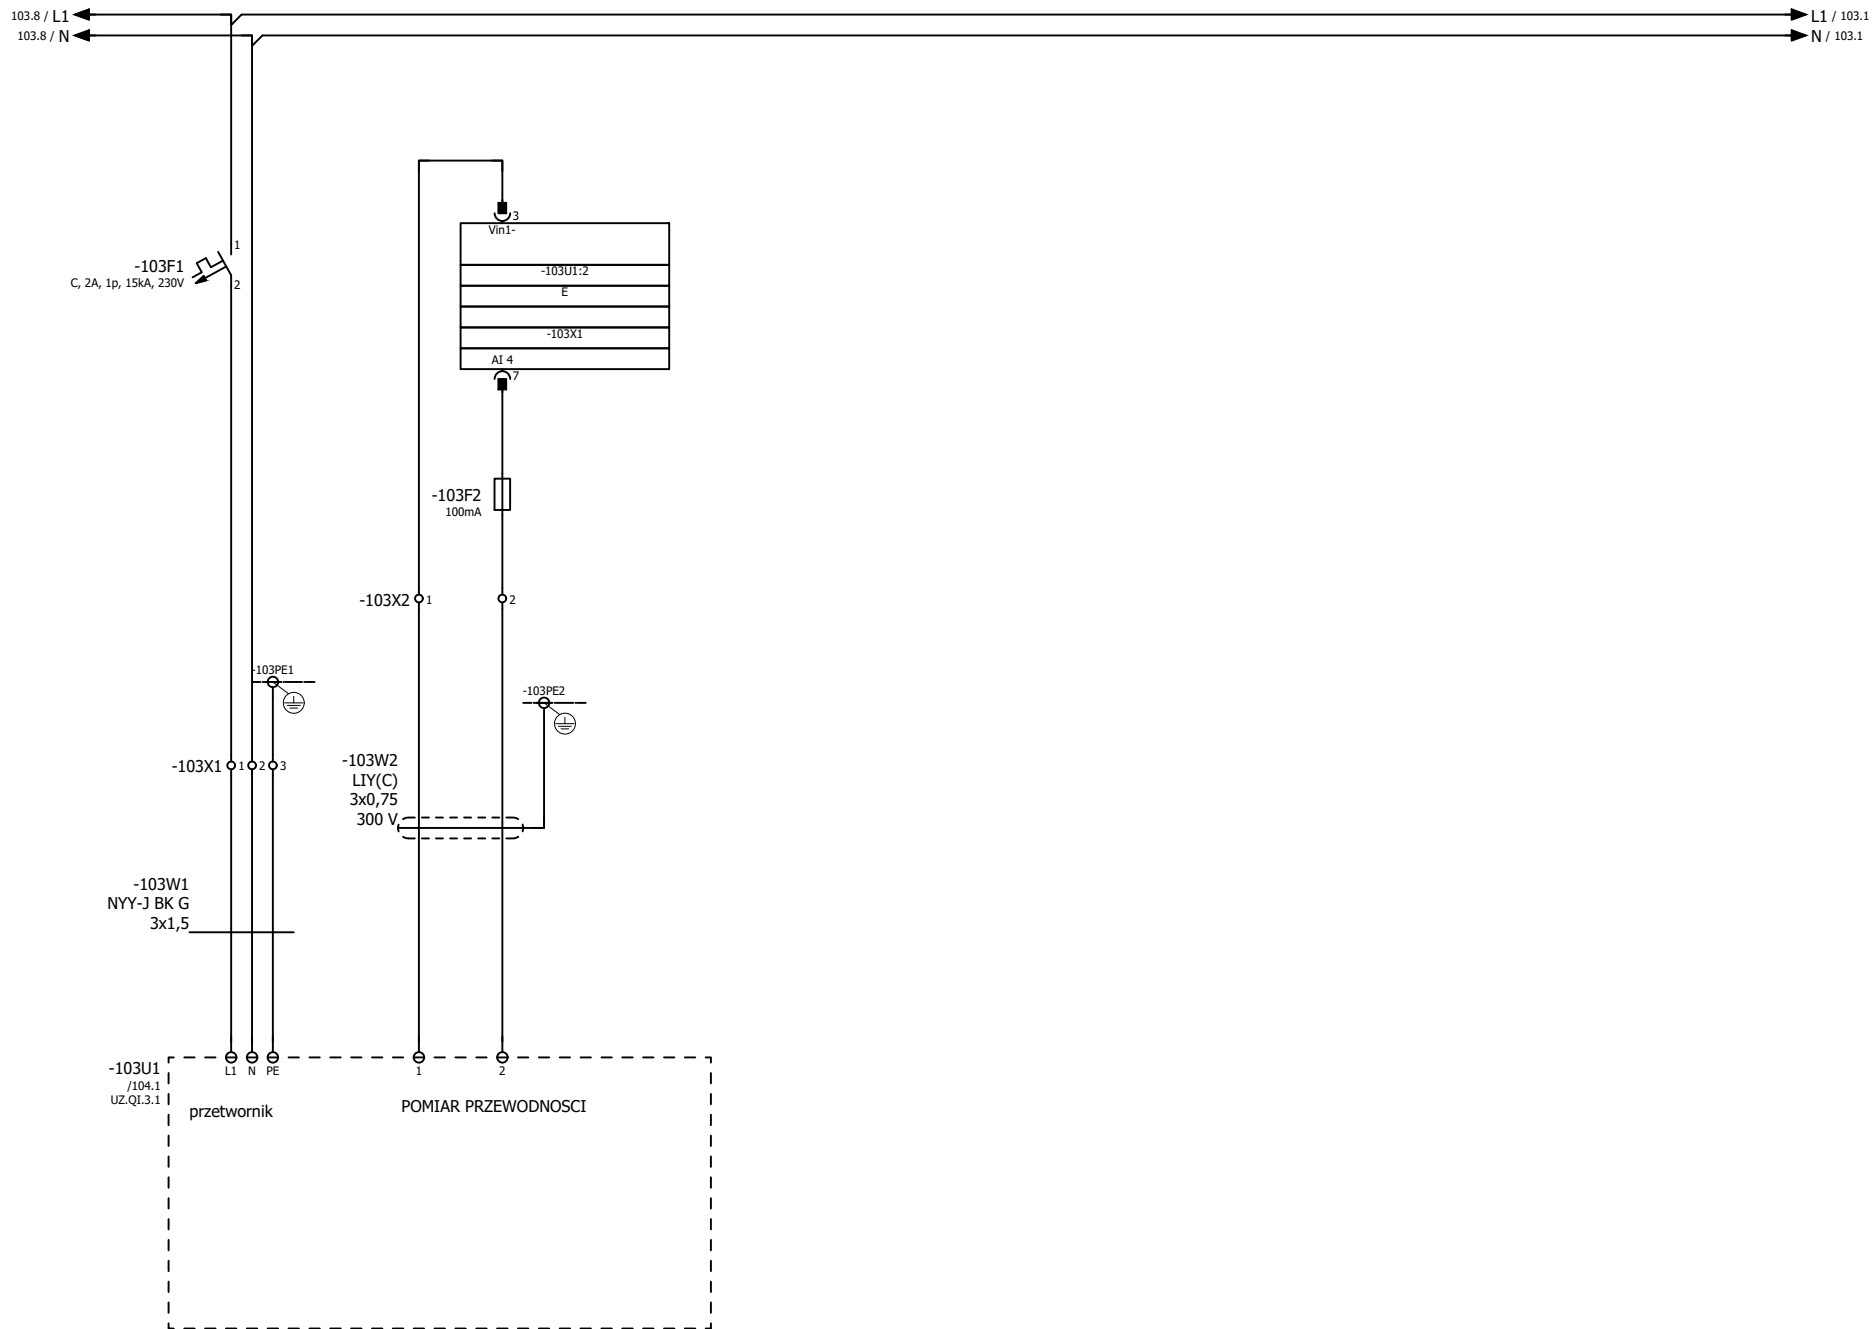 103.8 / L1
L1 / 103.1
103.8 / N
N / 103.1
3
Vin1-
-103U1:2
E
-103X1
AI 4
7
1
-103F1
C, 2A, 1p, 15kA, 230V
2
-103F2
100mA
-103X2
1
2
-103PE1
-103PE2
-103X1
1
2
3
-103W2
LIY(C)
3x0,75
300 V
-103W1
NYY-J BK G
3x1,5
-103U1
/104.1
UZ.QI.3.1
L1
N
PE
1
2
przetwornik
POMIAR PRZEWODNOSCI